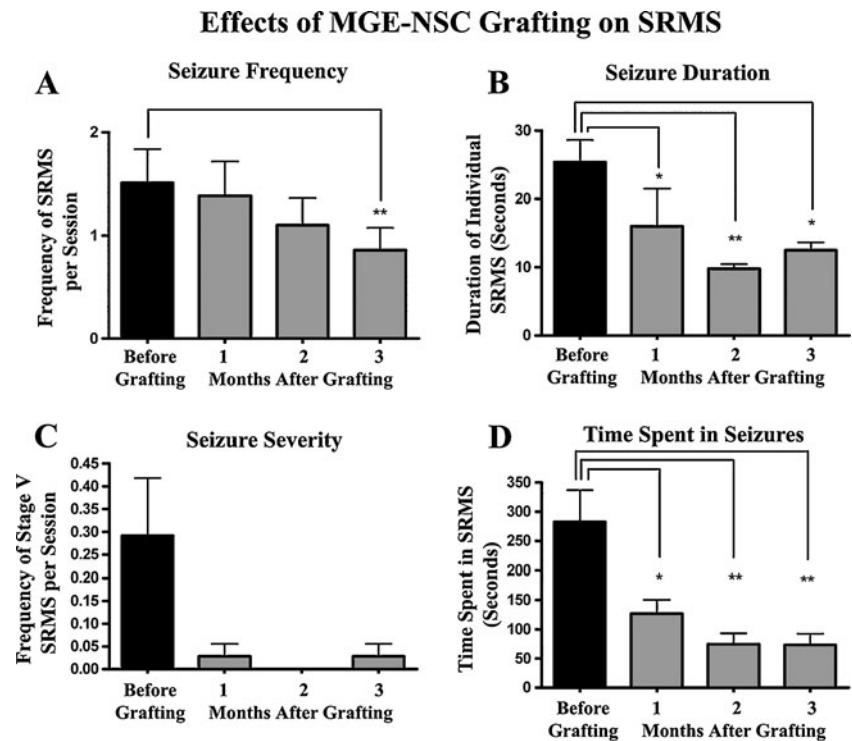 Effects of MGE-NSC Grafting on SRMS
A
Seizure Frequency
Frequency of SRMS
per Session
2
1
0
**
Before
Grafting
1
2
3
Months After Grafting
B
Seizure Duration
Duration of Individual
SRMS (Seconds)
30
20
10
0
*
**
*
Before
Grafting
1
2
3
Months After Grafting
C
Seizure Severity
Frequency of Stage V
SRMS per Session
0.45
0.40
0.35
0.30
0.25
0.20
0.15
0.10
0.05
0.00
Before
Grafting
1
2
3
Months After Grafting
D
Time Spent in Seizures
Time Spent in SRMS
(Seconds)
350
300
250
200
150
100
50
0
*
**
**
Before
Grafting
1
2
3
Months After Grafting